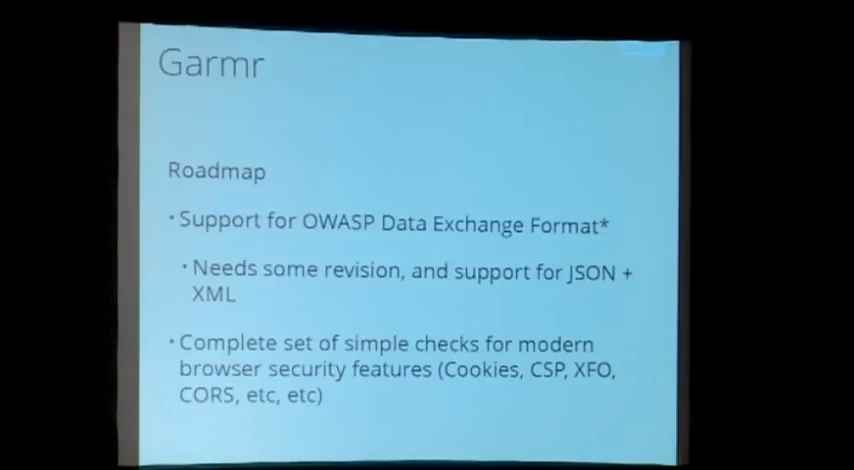 Garmr
Roadmap
• Support for OWASP Data Exchange Format*
• Needs some revision, and support for JSON +
XML
• Complete set of simple checks for modern
browser security features (Cookies, CSP, XFO,
CORS, etc, etc)